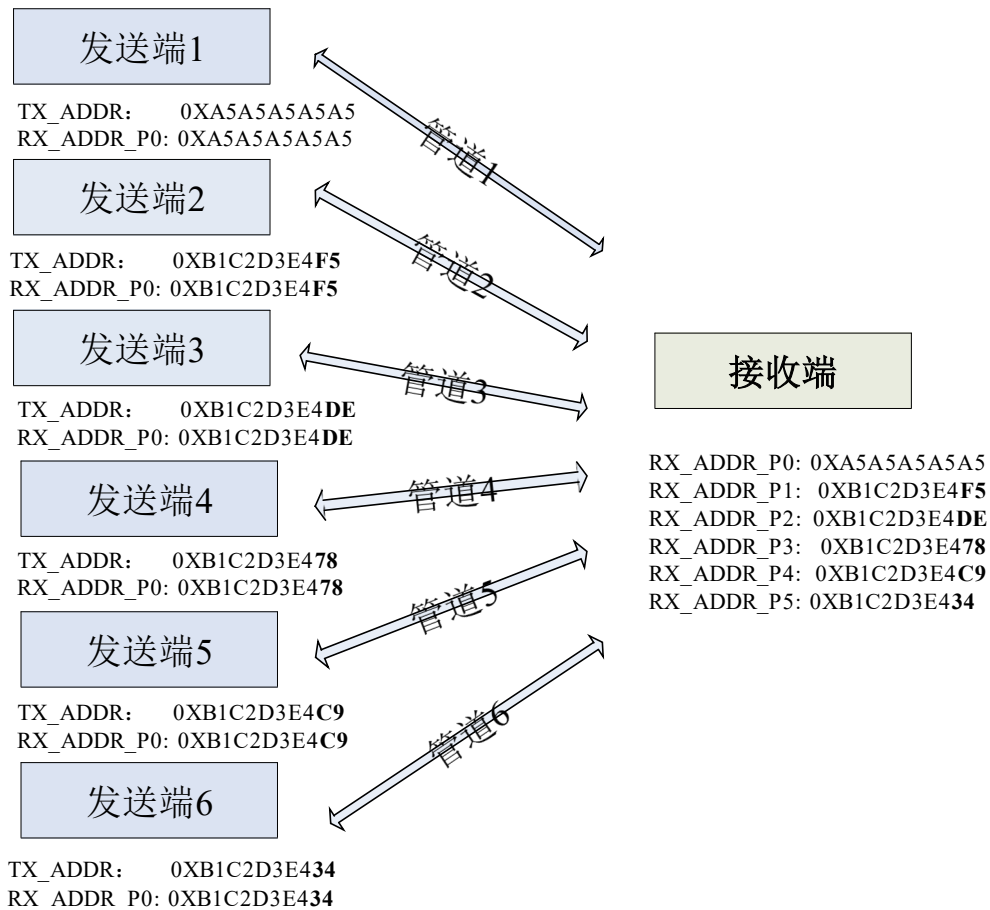 发送端1
TX_ADDR： 0XA5A5A5A5A5
RX_ADDR_P0: 0XA5A5A5A5A5
管道1
发送端2
TX_ADDR： 0XB1C2D3E4F5
RX_ADDR_P0: 0XB1C2D3E4F5
管道2
发送端3
TX_ADDR： 0XB1C2D3E4DE
RX_ADDR_P0: 0XB1C2D3E4DE
管道3
发送端4
TX_ADDR： 0XB1C2D3E478
RX_ADDR_P0: 0XB1C2D3E478
管道4
发送端5
TX_ADDR： 0XB1C2D3E4C9
RX_ADDR_P0: 0XB1C2D3E4C9
管道5
发送端6
TX_ADDR： 0XB1C2D3E434
RX_ADDR_P0: 0XB1C2D3E434
管道6
接收端
RX_ADDR_P0: 0XA5A5A5A5A5
RX_ADDR_P1: 0XB1C2D3E4F5
RX_ADDR_P2: 0XB1C2D3E4DE
RX_ADDR_P3: 0XB1C2D3E478
RX_ADDR_P4: 0XB1C2D3E4C9
RX_ADDR_P5: 0XB1C2D3E434